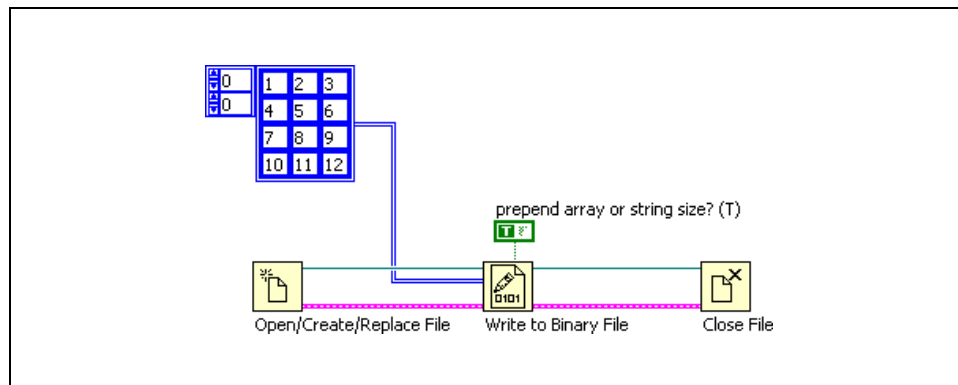 0
0
1 2 3
4 5 6
7 8 9
10 11 12
prepend array or string size? (T)
T
0101
Open/Create/Replace File
Write to Binary File
Close File